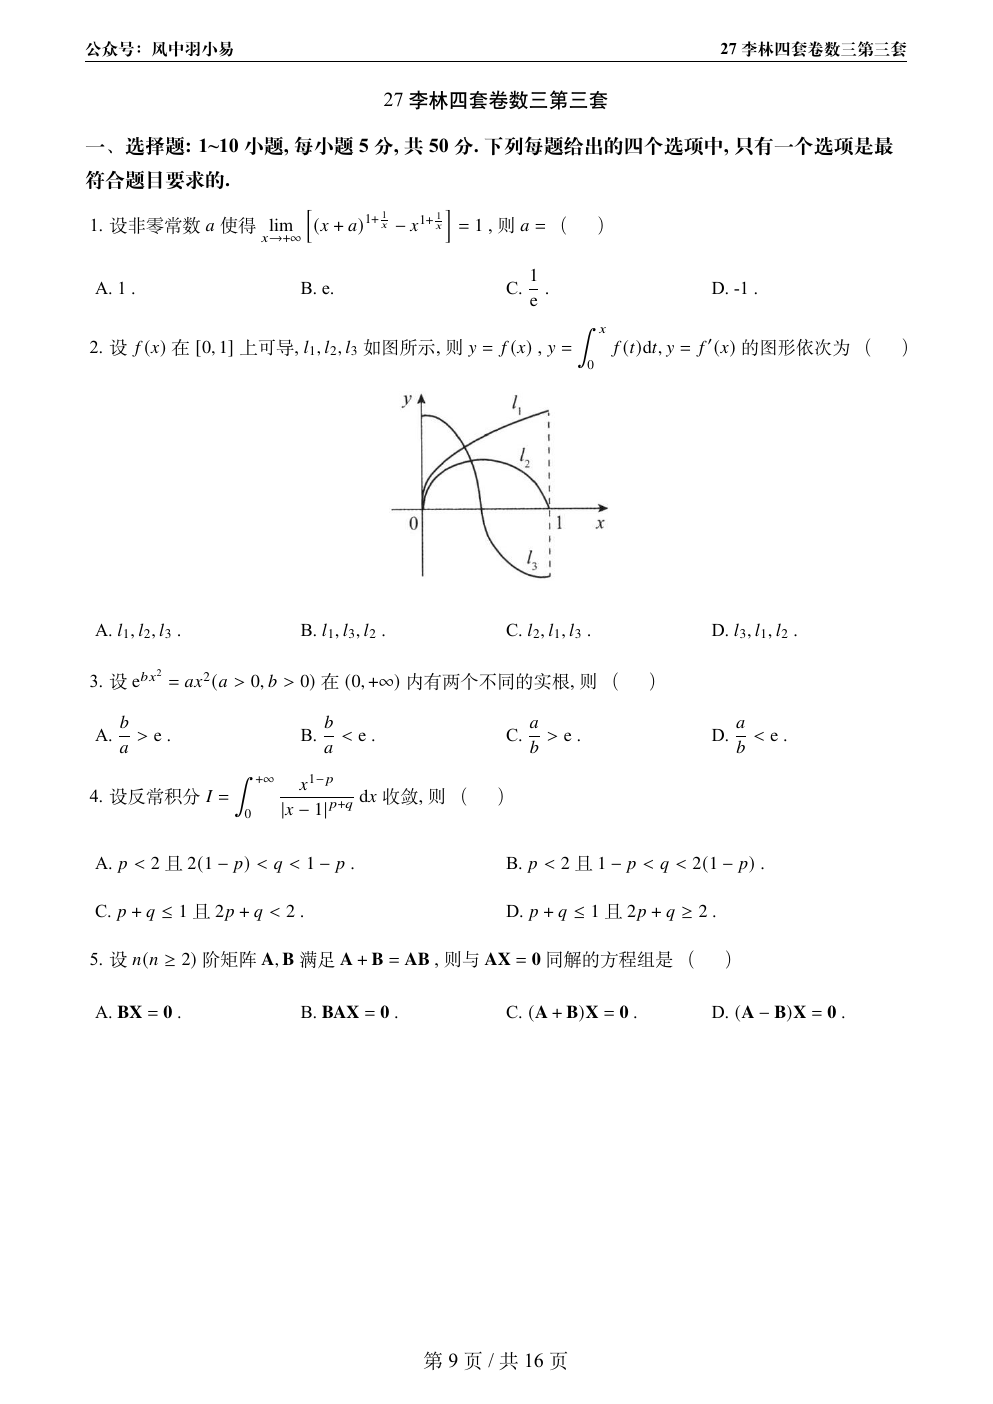 公众号：风中羽小易 27 李林四套卷数三第三套
27 李林四套卷数三第三套
一、选择题: 1~10 小题, 每小题 5 分, 共 50 分. 下列每题给出的四个选项中, 只有一个选项是最
符合题目要求的.
1. 设非零常数 a 使得 lim_{x→+∞} [(x + a)^{1+1/x} − x^{1+1/x}] = 1 , 则 a = （ ）
A. 1 . B. e. C. 1/e . D. -1 .
2. 设 f(x) 在 [0, 1] 上可导, l₁, l₂, l₃ 如图所示, 则 y = f(x) , y = ∫₀ˣ f(t)dt, y = f′(x) 的图形依次为 （ ）
y
l₁
l₂
0 1 x
l₃
A. l₁, l₂, l₃ . B. l₁, l₃, l₂ . C. l₂, l₁, l₃ . D. l₃, l₁, l₂ .
3. 设 e^{bx²} = ax²(a > 0, b > 0) 在 (0, +∞) 内有两个不同的实根, 则 （ ）
A. b/a > e . B. b/a < e . C. a/b > e . D. a/b < e .
4. 设反常积分 I = ∫₀^{+∞} x^{1−p}/|x − 1|^{p+q} dx 收敛, 则 （ ）
A. p < 2 且 2(1 − p) < q < 1 − p . B. p < 2 且 1 − p < q < 2(1 − p) .
C. p + q ≤ 1 且 2p + q < 2 . D. p + q ≤ 1 且 2p + q ≥ 2 .
5. 设 n(n ≥ 2) 阶矩阵 A, B 满足 A + B = AB , 则与 AX = 0 同解的方程组是 （ ）
A. BX = 0 . B. BAX = 0 . C. (A + B)X = 0 . D. (A − B)X = 0 .
第 9 页 / 共 16 页